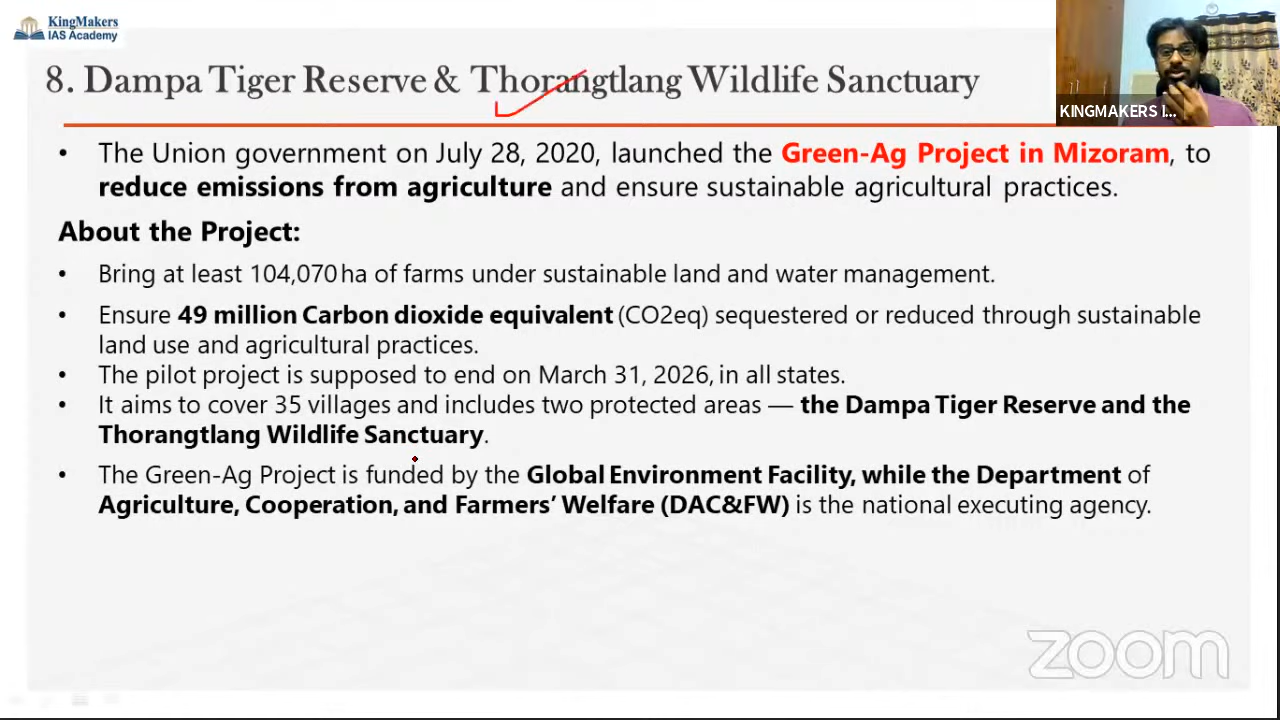 KingMakers
IAS Academy
8. Dampa Tiger Reserve & Thorangtlang Wildlife Sanctuary
KINGMAKERS I...
• The Union government on July 28, 2020, launched the Green-Ag Project in Mizoram, to
reduce emissions from agriculture and ensure sustainable agricultural practices.
About the Project:
• Bring at least 104,070 ha of farms under sustainable land and water management.
• Ensure 49 million Carbon dioxide equivalent (CO2eq) sequestered or reduced through sustainable
land use and agricultural practices.
• The pilot project is supposed to end on March 31, 2026, in all states.
• It aims to cover 35 villages and includes two protected areas — the Dampa Tiger Reserve and the
Thorangtlang Wildlife Sanctuary.
• The Green-Ag Project is funded by the Global Environment Facility, while the Department of
Agriculture, Cooperation, and Farmers’ Welfare (DAC&FW) is the national executing agency.
zoom